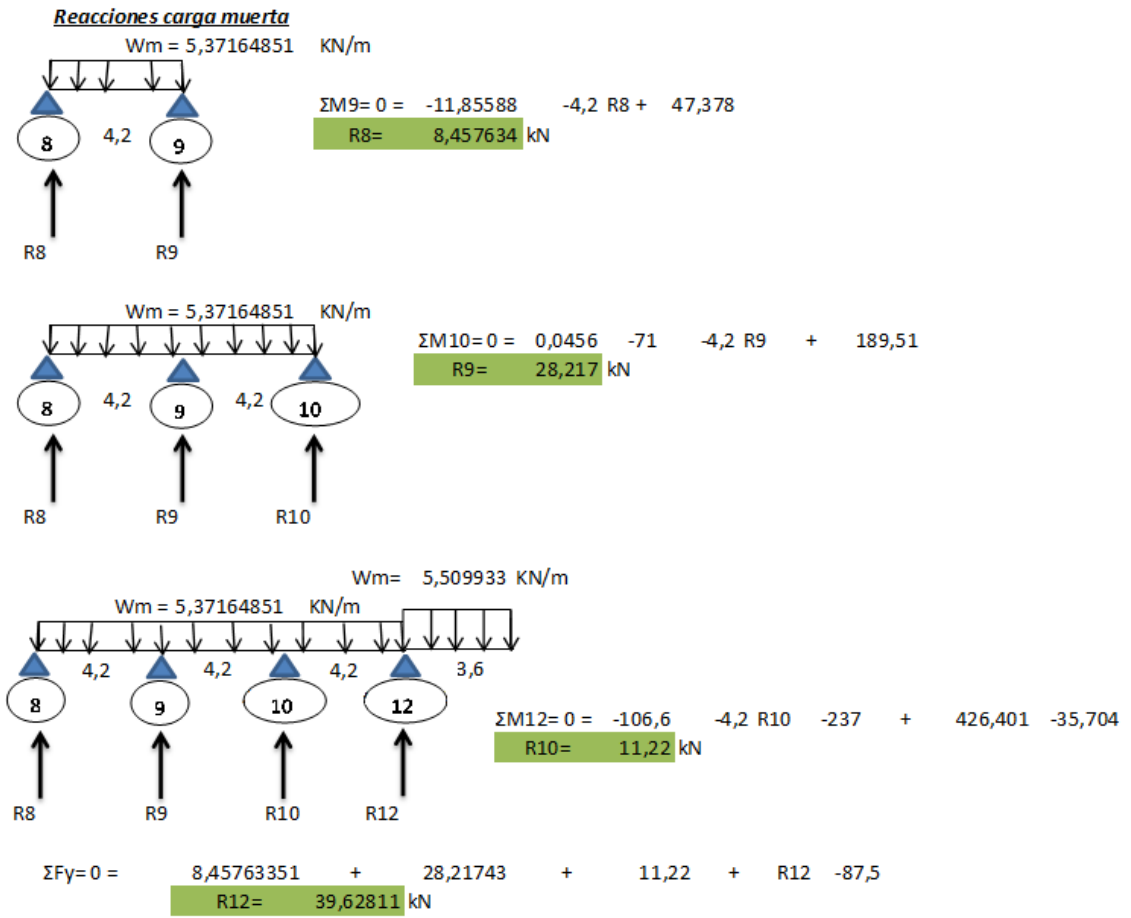 Reacciones carga muerta
Wm = 5,37164851 KN/m
ΣM9= 0 = -11,85588 -4,2 R8 + 47,378
R8= 8,457634 kN
8 4,2 9
R8 R9
Wm = 5,37164851 KN/m
ΣM10= 0 = 0,0456 -71 -4,2 R9 + 189,51
R9= 28,217 kN
8 4,2 9 4,2 10
R8 R9 R10
Wm= 5,509933 KN/m
Wm = 5,37164851 KN/m
4,2 4,2 4,2 3,6
8 9 10 12
ΣM12= 0 = -106,6 -4,2 R10 -237 + 426,401 -35,704
R10= 11,22 kN
R8 R9 R10 R12
ΣFy= 0 = 8,45763351 + 28,21743 + 11,22 + R12 -87,5
R12= 39,62811 kN